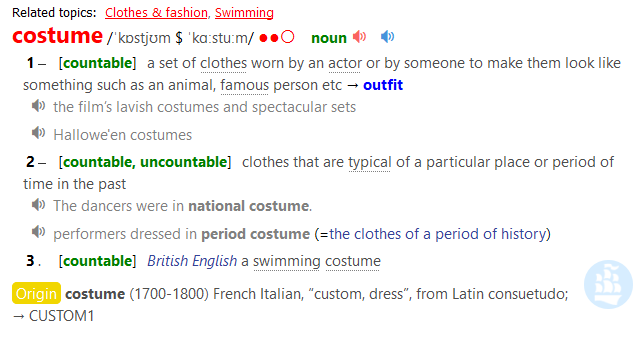 Related topics: Clothes & fashion, Swimming
costume /ˈkɒstjʊm $ ˈkɑːstuːm/ ●●○ noun
1 – [countable] a set of clothes worn by an actor or by someone to make them look like
something such as an animal, famous person etc → outfit
the film’s lavish costumes and spectacular sets
Hallowe'en costumes
2 – [countable, uncountable] clothes that are typical of a particular place or period of
time in the past
The dancers were in national costume.
performers dressed in period costume (=the clothes of a period of history)
3 . [countable] British English a swimming costume
Origin costume (1700-1800) French Italian, “custom, dress”, from Latin consuetudo;
→ CUSTOM1